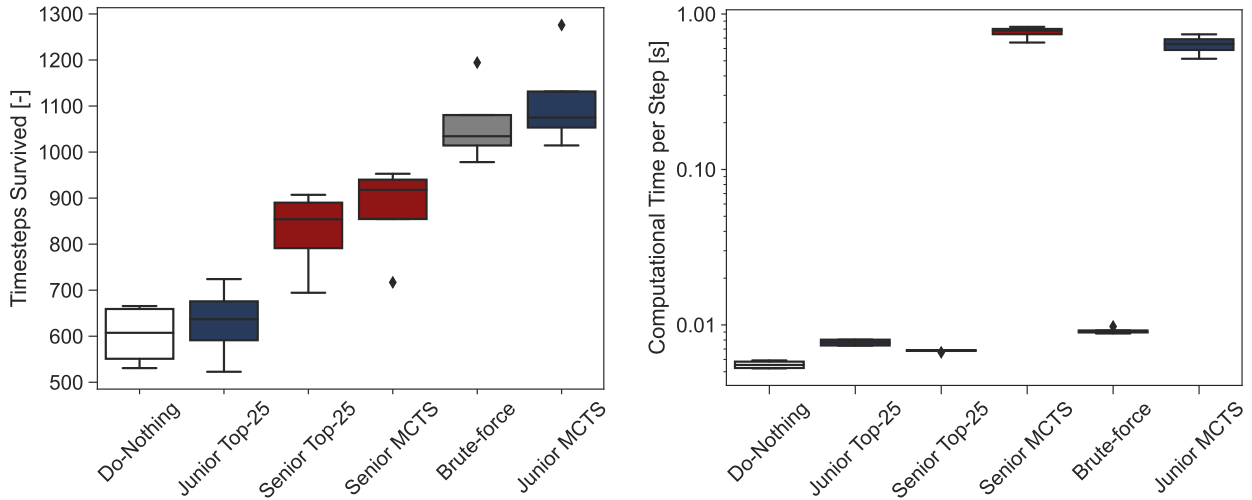 Timesteps Survived [-]
1300
1200
1100
1000
900
800
700
600
500
Do-Nothing
Junior Top-25
Senior Top-25
Senior MCTS
Brute-force
Junior MCTS
Computational Time per Step [s]
1.00
0.10
0.01
Do-Nothing
Junior Top-25
Senior Top-25
Senior MCTS
Brute-force
Junior MCTS